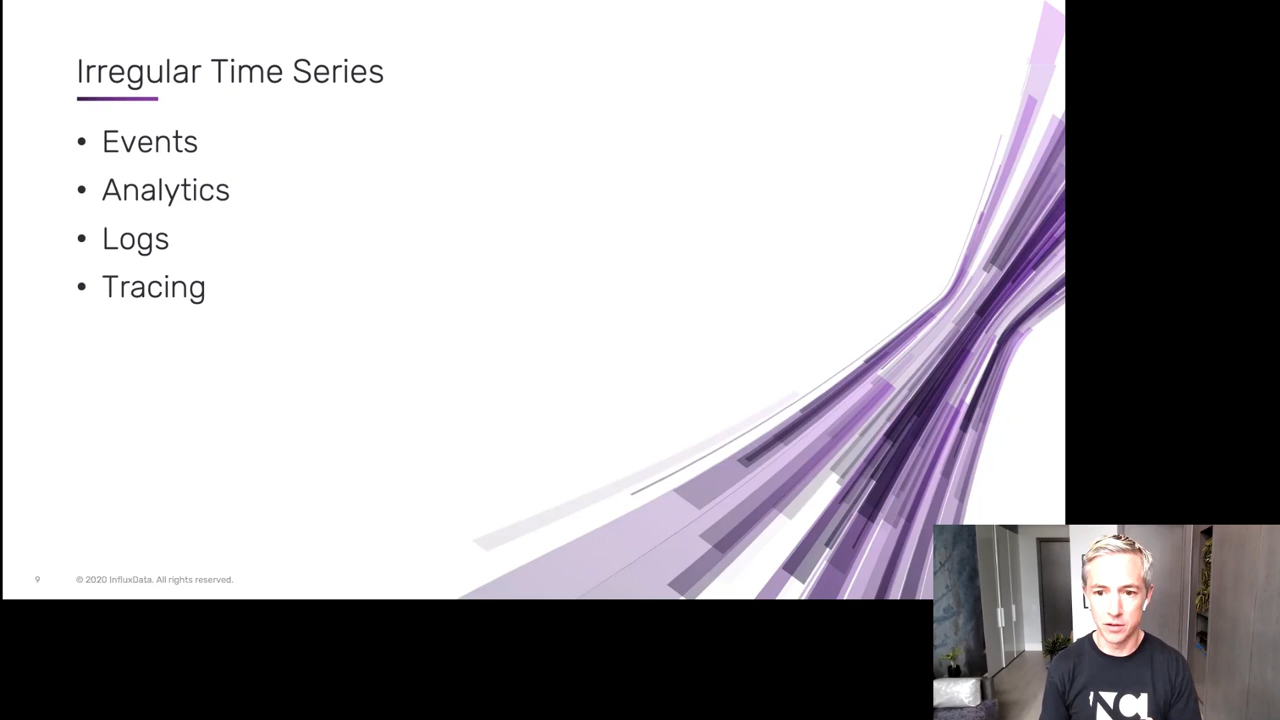 Irregular Time Series
• Events
• Analytics
• Logs
• Tracing
9 © 2020 InfluxData. All rights reserved.